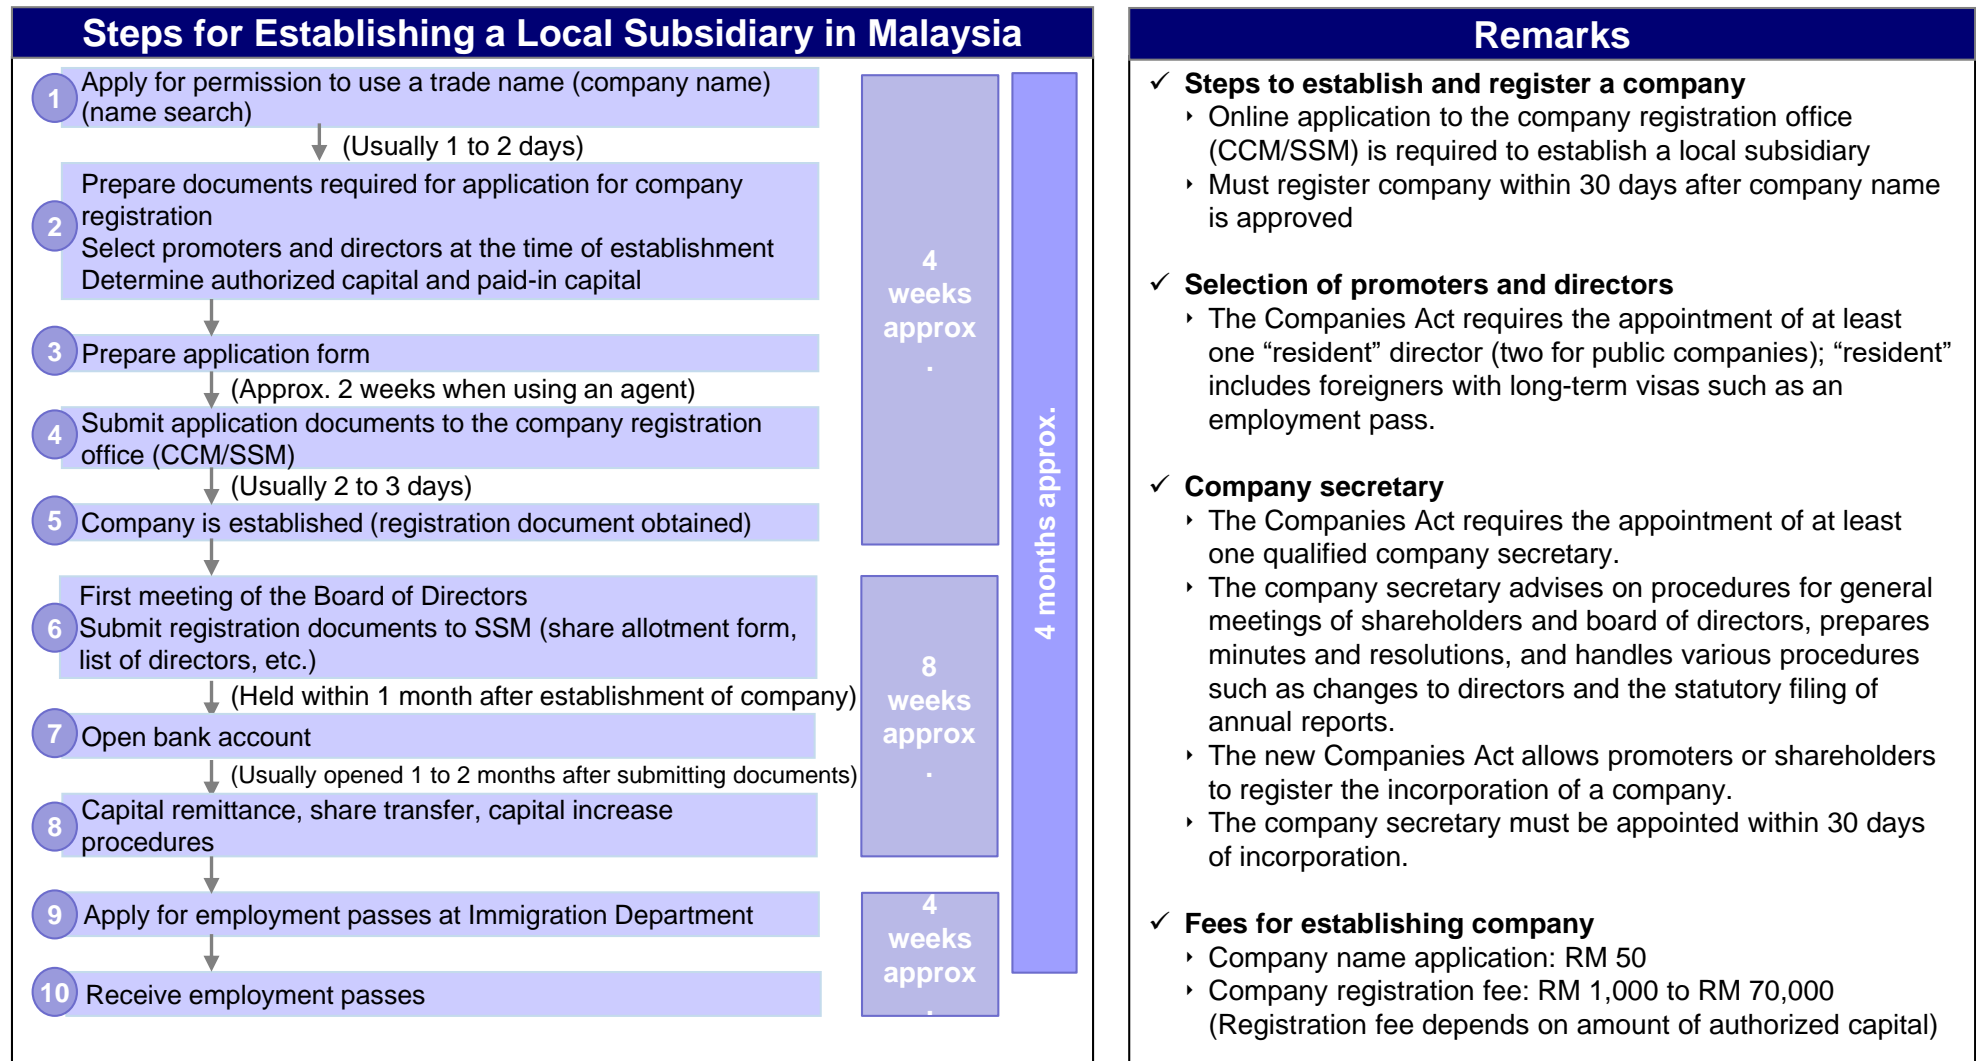 Steps for Establishing a Local Subsidiary in Malaysia
1
Apply for permission to use a trade name (company name)
(name search)
(Usually 1 to 2 days)
2
Prepare documents required for application for company
registration
Select promoters and directors at the time of establishment
Determine authorized capital and paid-in capital
3
Prepare application form
(Approx. 2 weeks when using an agent)
4
Submit application documents to the company registration
office (CCM/SSM)
(Usually 2 to 3 days)
5
Company is established (registration document obtained)
6
First meeting of the Board of Directors
Submit registration documents to SSM (share allotment form,
list of directors, etc.)
(Held within 1 month after establishment of company)
7
Open bank account
(Usually opened 1 to 2 months after submitting documents)
8
Capital remittance, share transfer, capital increase
procedures
9
Apply for employment passes at Immigration Department
10
Receive employment passes
4
weeks
approx
.
8
weeks
approx
.
4
weeks
approx
.
4 months approx.
Remarks
✓ Steps to establish and register a company
‣ Online application to the company registration office
(CCM/SSM) is required to establish a local subsidiary
‣ Must register company within 30 days after company name
is approved
✓ Selection of promoters and directors
‣ The Companies Act requires the appointment of at least
one “resident” director (two for public companies); “resident”
includes foreigners with long-term visas such as an
employment pass.
✓ Company secretary
‣ The Companies Act requires the appointment of at least
one qualified company secretary.
‣ The company secretary advises on procedures for general
meetings of shareholders and board of directors, prepares
minutes and resolutions, and handles various procedures
such as changes to directors and the statutory filing of
annual reports.
‣ The new Companies Act allows promoters or shareholders
to register the incorporation of a company.
‣ The company secretary must be appointed within 30 days
of incorporation.
✓ Fees for establishing company
‣ Company name application: RM 50
‣ Company registration fee: RM 1,000 to RM 70,000
(Registration fee depends on amount of authorized capital)